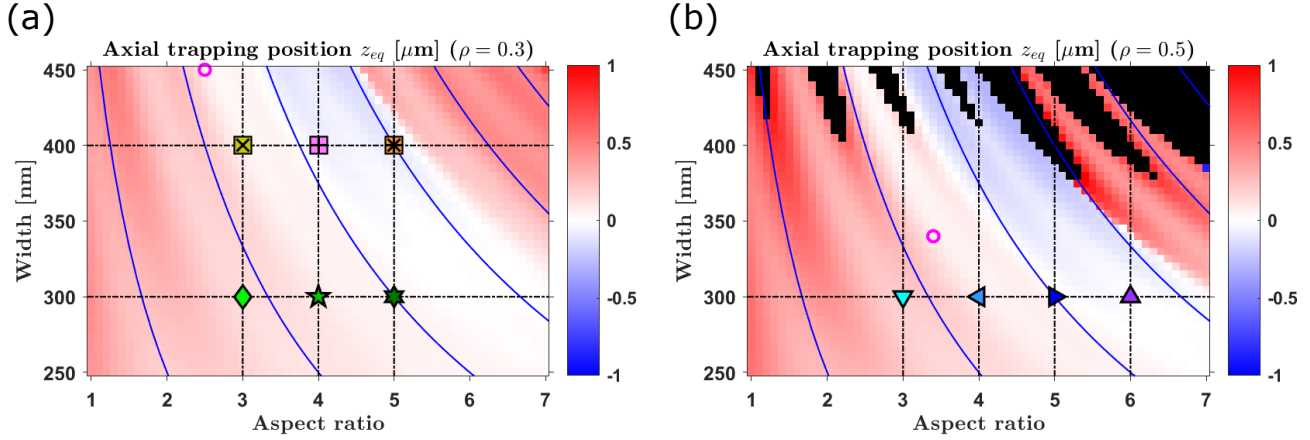 (a)
Axial trapping position z_eq [μm] (ρ = 0.3)
Width [nm]
450
400
350
300
250
1 2 3 4 5 6 7
Aspect ratio
1
0.5
0
-0.5
-1
(b)
Axial trapping position z_eq [μm] (ρ = 0.5)
Width [nm]
450
400
350
300
250
1 2 3 4 5 6 7
Aspect ratio
1
0.5
0
-0.5
-1